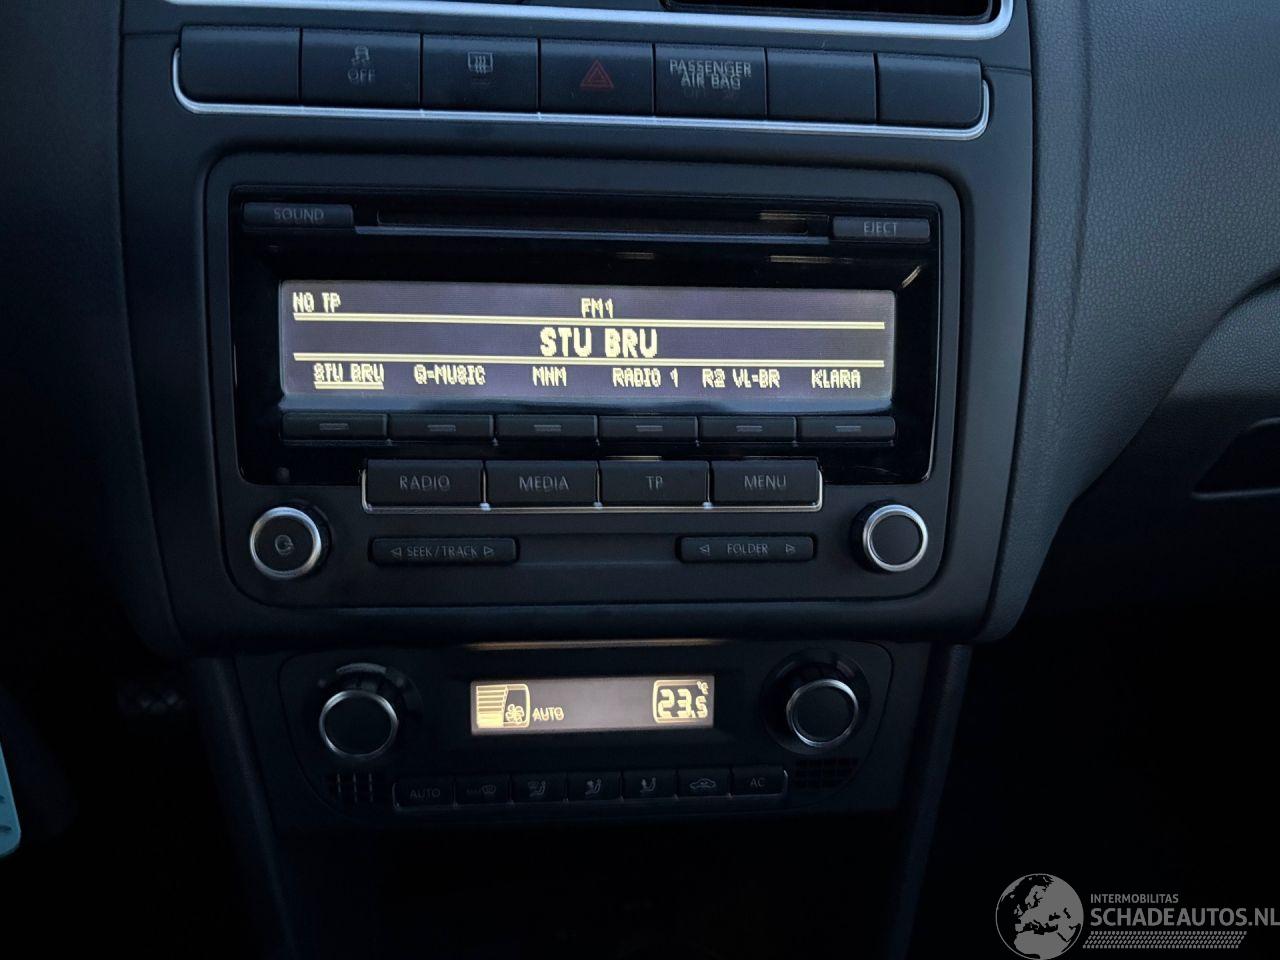 OFF
PASSENGER
AIR BAG
SOUND
EJECT
NO TP
FM1
STU BRU
STU BRU Q-MUSIC MNM RADIO 1 R2 VL-BR KLARA
RADIO MEDIA TP MENU
SEEK / TRACK
FOLDER
AUTO
23.5 °C
AUTO
MAX
AC
INTERMOBILITAS
SCHADEAUTOS.NL